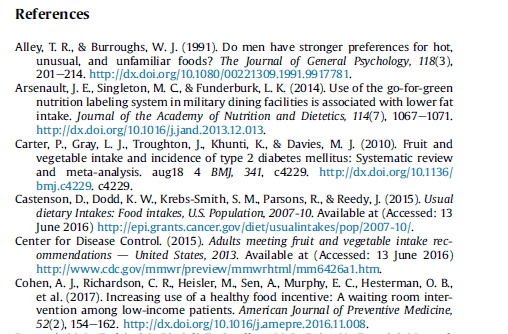 References
Alley, T. R., & Burroughs, W. J. (1991). Do men have stronger preferences for hot,
unusual, and unfamiliar foods? The Journal of General Psychology, 118(3),
201—214. http://dx.doi.org/10.1080/00221309.1991.9917781.
Arsenault, J. E., Singleton, M. C., & Funderburk, L. K. (2014). Use of the go-for-green
nutrition labeling system in military dining facilities is associated with lower fat
intake. Journal of the Academy of Nutrition and Dietetics, 114(7), 1067—1071.
http://dx.doi.org/10.1016/j.jand.2013.12.013.
Carter, P., Gray, L. J., Troughton, J., Khunti, K., & Davies, M. J. (2010). Fruit and
vegetable intake and incidence of type 2 diabetes mellitus: Systematic review
and meta-analysis. aug18 4 BMJ, 341, c4229. http://dx.doi.org/10.1136/
bmj.c4229. c4229.
Castenson, D., Dodd, K. W., Krebs-Smith, S. M., Parsons, R., & Reedy, J. (2015). Usual
dietary Intakes: Food intakes, U.S. Population, 2007-10. Available at (Accessed: 13
June 2016) http://epi.grants.cancer.gov/diet/usualintakes/pop/2007-10/.
Center for Disease Control. (2015). Adults meeting fruit and vegetable intake rec-
ommendations — United States, 2013. Available at (Accessed: 13 June 2016)
http://www.cdc.gov/mmwr/preview/mmwrhtml/mm6426a1.htm.
Cohen, A. J., Richardson, C. R., Heisler, M., Sen, A., Murphy, E. C., Hesterman, O. B.,
et al. (2017). Increasing use of a healthy food incentive: A waiting room inter-
vention among low-income patients. American Journal of Preventive Medicine,
52(2), 154—162. http://dx.doi.org/10.1016/j.amepre.2016.11.008.